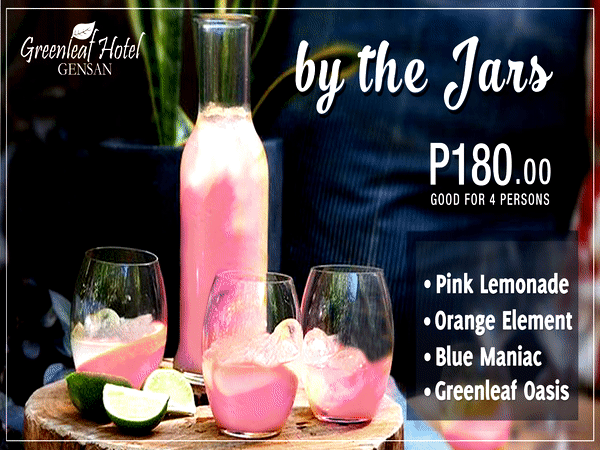 Greenleaf Hotel
GENSAN
by the Jars
P180.00
GOOD FOR 4 PERSONS
• Pink Lemonade
• Orange Element
• Blue Maniac
• Greenleaf Oasis